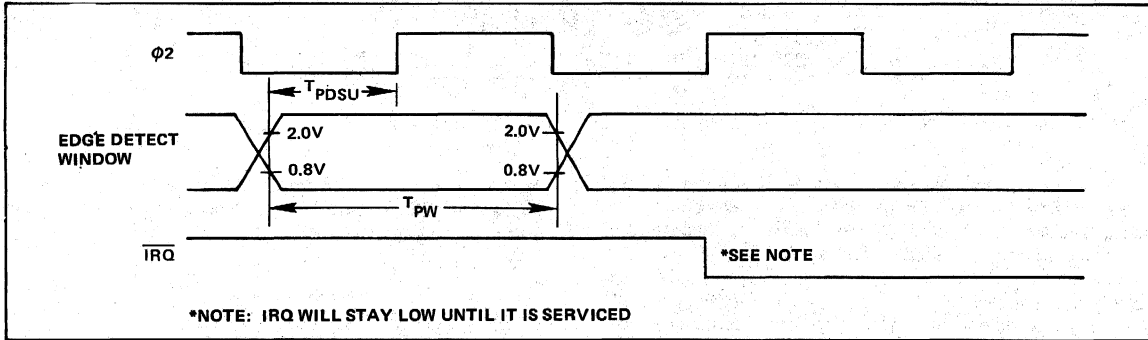 ϕ2
T_PDSU
EDGE DETECT
WINDOW
2.0V
2.0V
0.8V
0.8V
T_PW
IRQ
*SEE NOTE
*NOTE: IRQ WILL STAY LOW UNTIL IT IS SERVICED